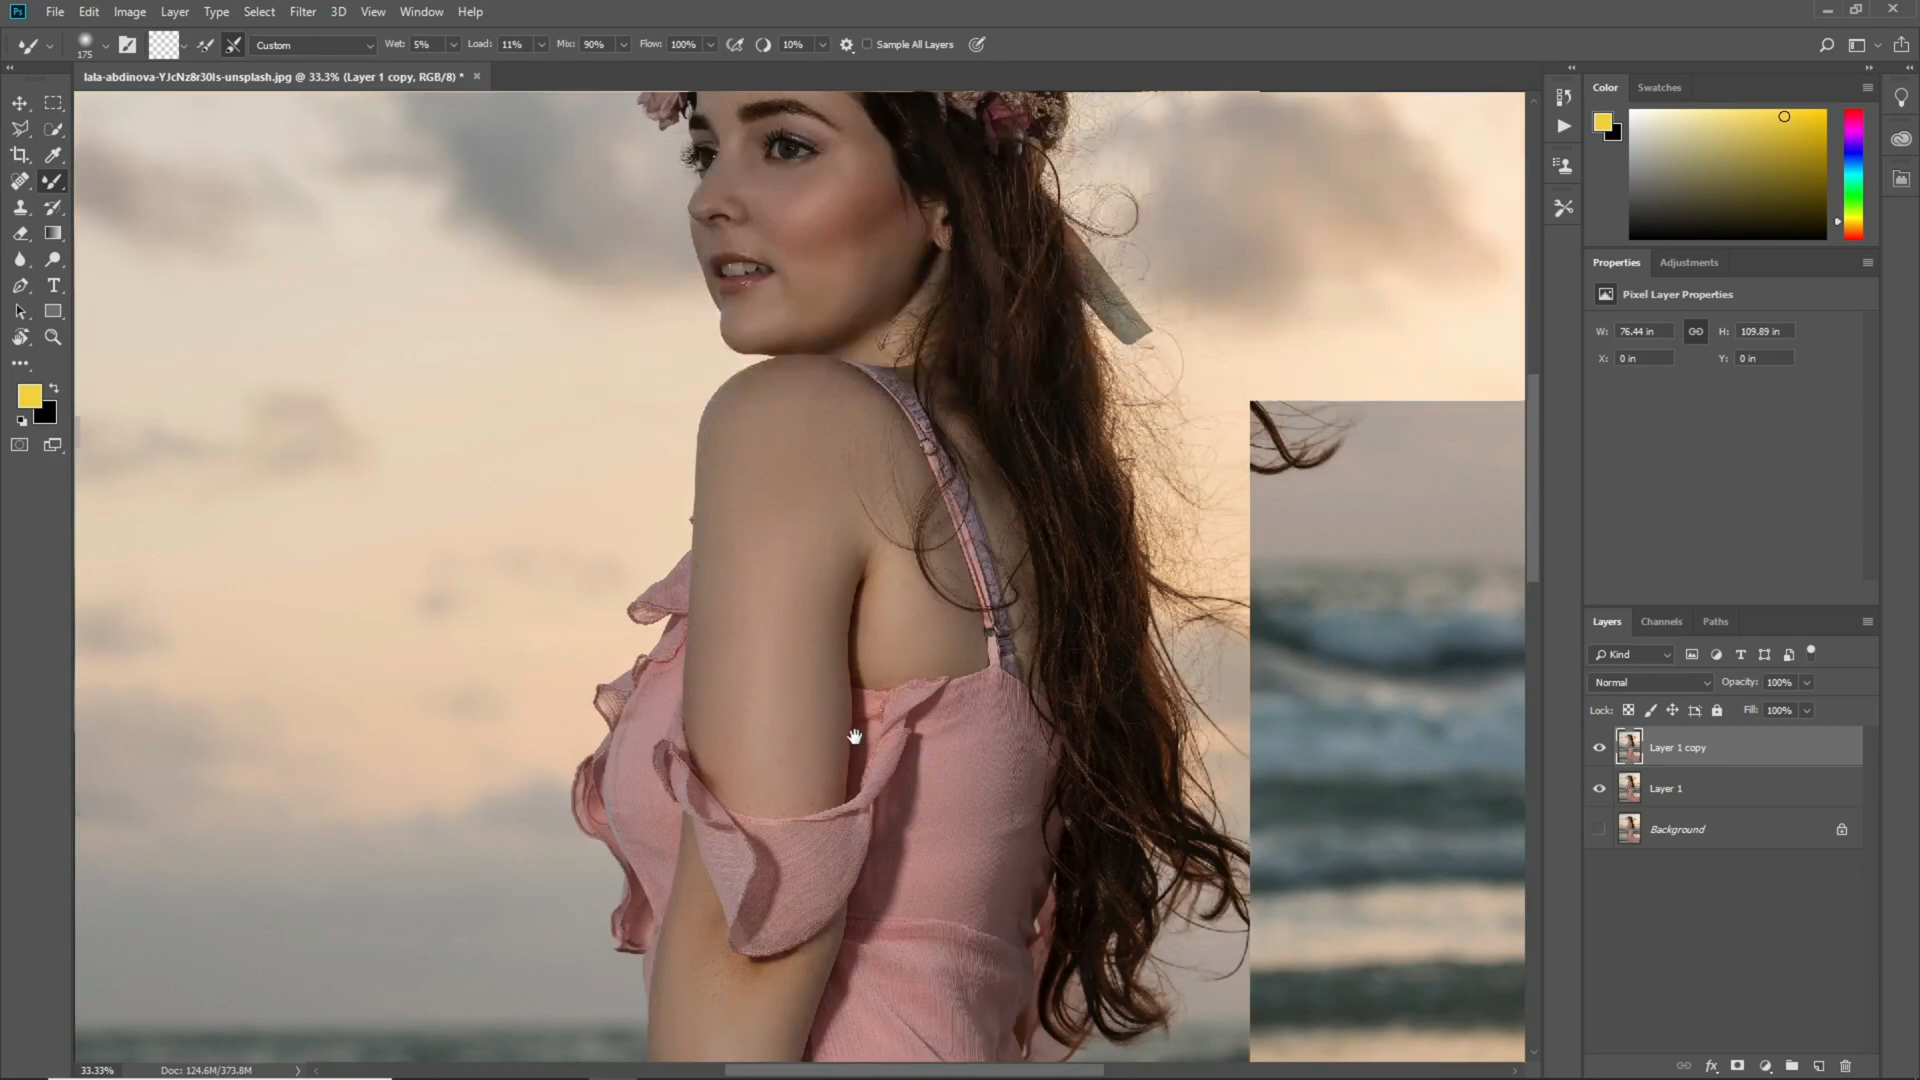 Ps File Edit Image Layer Type Select Filter 3D View Window Help
175 Custom Wet: 5% Load: 11% Mix: 90% Flow: 100% 10% Sample All Layers
lala-abdinova-YJcNz8r30Is-unsplash.jpg @ 33.3% (Layer 1 copy, RGB/8) *
Color Swatches
Properties Adjustments
Pixel Layer Properties
W: 76.44 in H: 109.89 in
X: 0 in Y: 0 in
Layers Channels Paths
Kind
Normal Opacity: 100%
Lock: Fill: 100%
Layer 1 copy
Layer 1
Background
33.33% Doc: 124.6M/373.8M